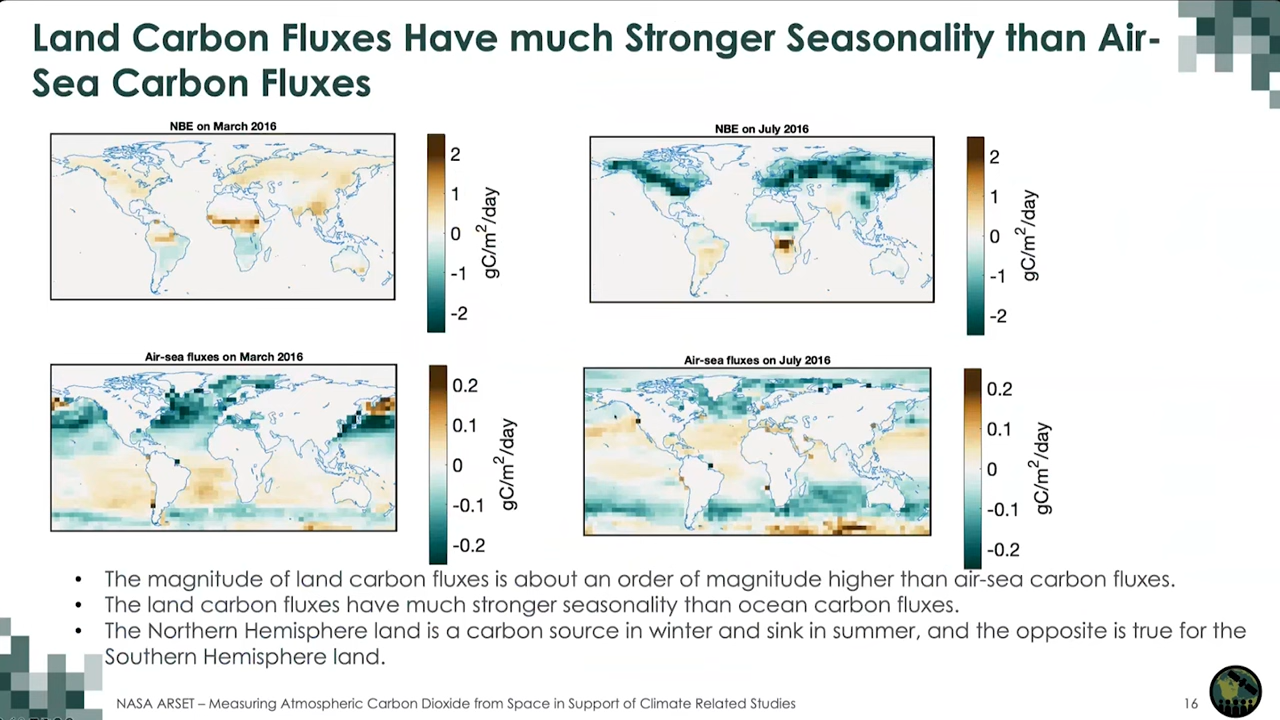 Land Carbon Fluxes Have much Stronger Seasonality than Air-
Sea Carbon Fluxes
NBE on March 2016
2
1
0
-1
-2
gC/m²/day
NBE on July 2016
2
1
0
-1
-2
gC/m²/day
Air-sea fluxes on March 2016
0.2
0.1
0
-0.1
-0.2
gC/m²/day
Air-sea fluxes on July 2016
0.2
0.1
0
-0.1
-0.2
gC/m²/day
• The magnitude of land carbon fluxes is about an order of magnitude higher than air-sea carbon fluxes.
• The land carbon fluxes have much stronger seasonality than ocean carbon fluxes.
• The Northern Hemisphere land is a carbon source in winter and sink in summer, and the opposite is true for the
Southern Hemisphere land.
NASA ARSET – Measuring Atmospheric Carbon Dioxide from Space in Support of Climate Related Studies
16